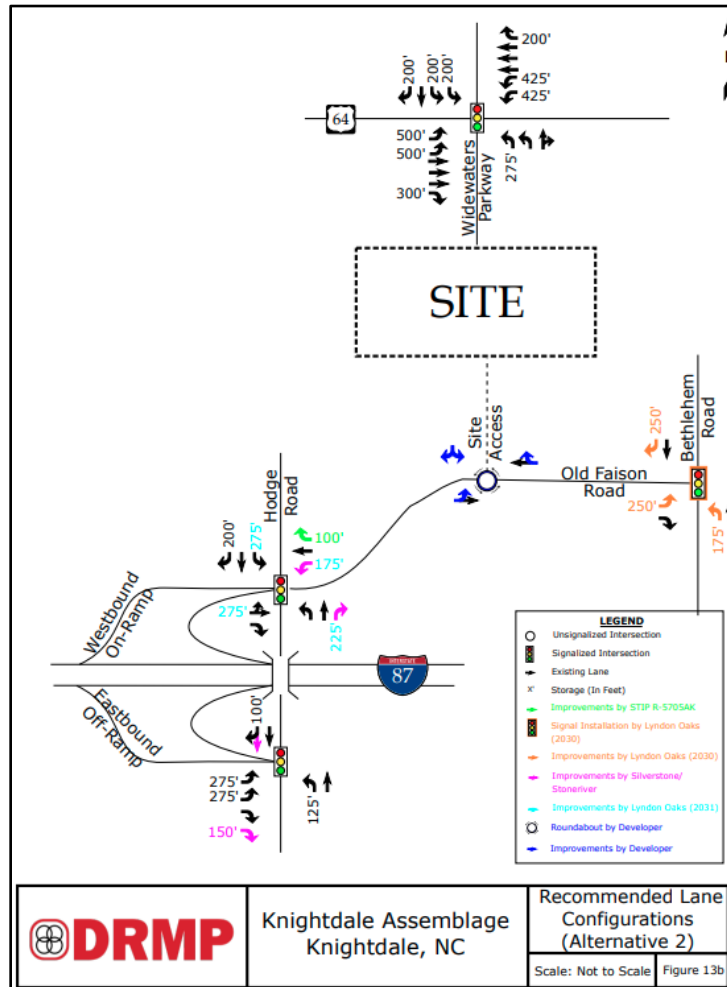 200'
200'
200'
200'
425'
425'
64
500'
500'
300'
275'
Widewaters
Parkway
SITE
Site
Access
250'
Bethlehem
Road
Old Faison
Road
250'
175'
Hodge
Road
200'
275'
100'
175'
275'
225'
Westbound
On-Ramp
INTERSTATE
87
Eastbound
Off-Ramp
100'
275'
275'
150'
125'
LEGEND
Unsignalized Intersection
Signalized Intersection
Existing Lane
X' Storage (In Feet)
Improvements by STIP R-5705AK
Signal Installation by Lyndon Oaks
(2030)
Improvements by Lyndon Oaks (2030)
Improvements by Silverstone/
Stoneriver
Improvements by Lyndon Oaks (2031)
Roundabout by Developer
Improvements by Developer
DRMP
Knightdale Assemblage
Knightdale, NC
Recommended Lane
Configurations
(Alternative 2)
Scale: Not to Scale
Figure 13b